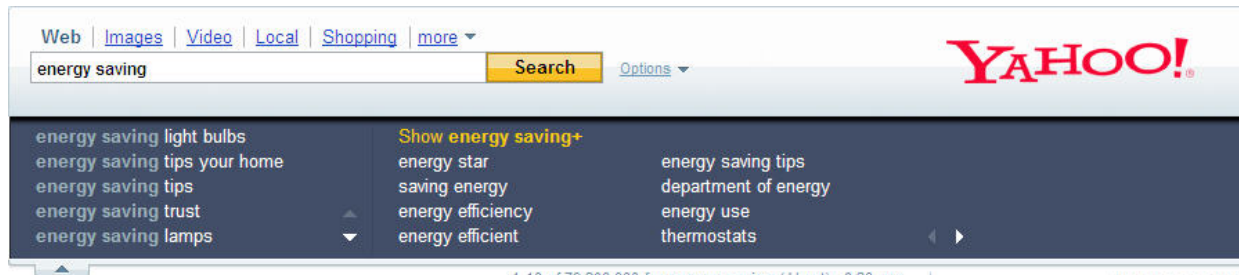 Web | Images | Video | Local | Shopping | more
energy saving Search Options
YAHOO!
energy saving light bulbs
energy saving tips your home
energy saving tips
energy saving trust
energy saving lamps
Show energy saving+
energy star
saving energy
energy efficiency
energy efficient
energy saving tips
department of energy
energy use
thermostats